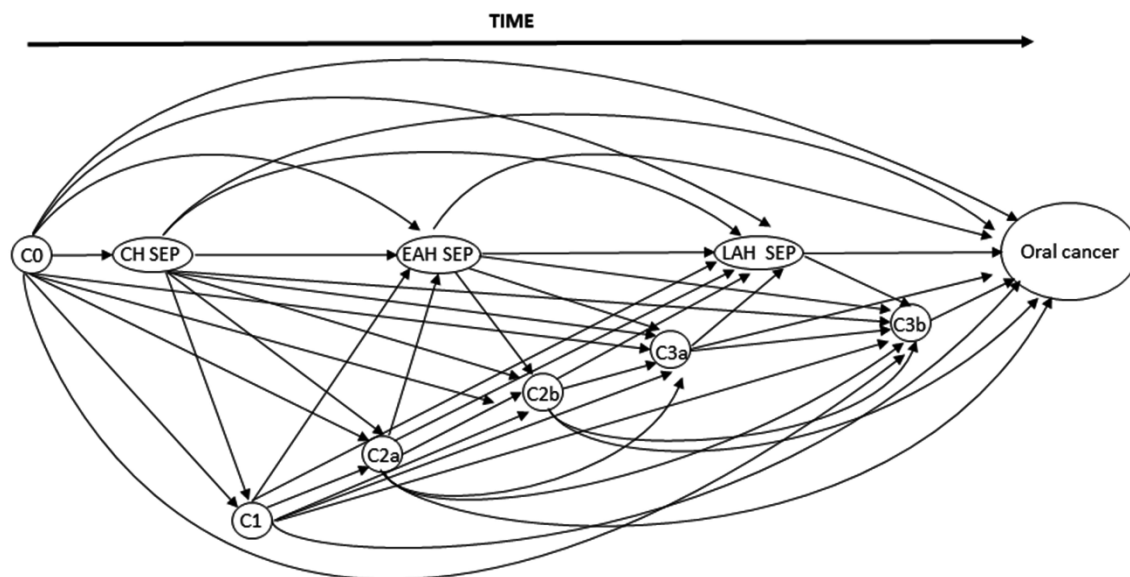 TIME
C0
CH SEP
EAH SEP
LAH SEP
Oral cancer
C3b
C3a
C2b
C2a
C1